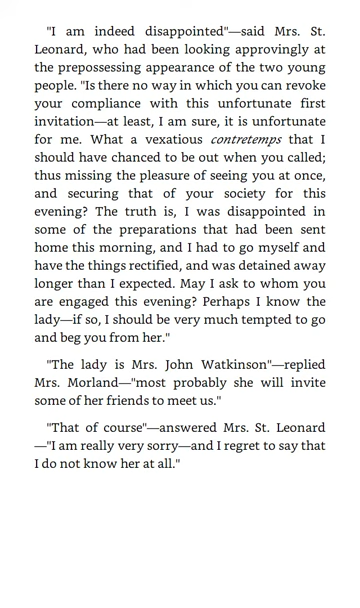 "I am indeed disappointed"—said Mrs. St.
Leonard, who had been looking approvingly at
the prepossessing appearance of the two young
people. "Is there no way in which you can revoke
your compliance with this unfortunate first
invitation—at least, I am sure, it is unfortunate
for me. What a vexatious contretemps that I
should have chanced to be out when you called;
thus missing the pleasure of seeing you at once,
and securing that of your society for this
evening? The truth is, I was disappointed in
some of the preparations that had been sent
home this morning, and I had to go myself and
have the things rectified, and was detained away
longer than I expected. May I ask to whom you
are engaged this evening? Perhaps I know the
lady—if so, I should be very much tempted to go
and beg you from her."
"The lady is Mrs. John Watkinson"—replied
Mrs. Morland—"most probably she will invite
some of her friends to meet us."
"That of course"—answered Mrs. St. Leonard
—"I am really very sorry—and I regret to say that
I do not know her at all."